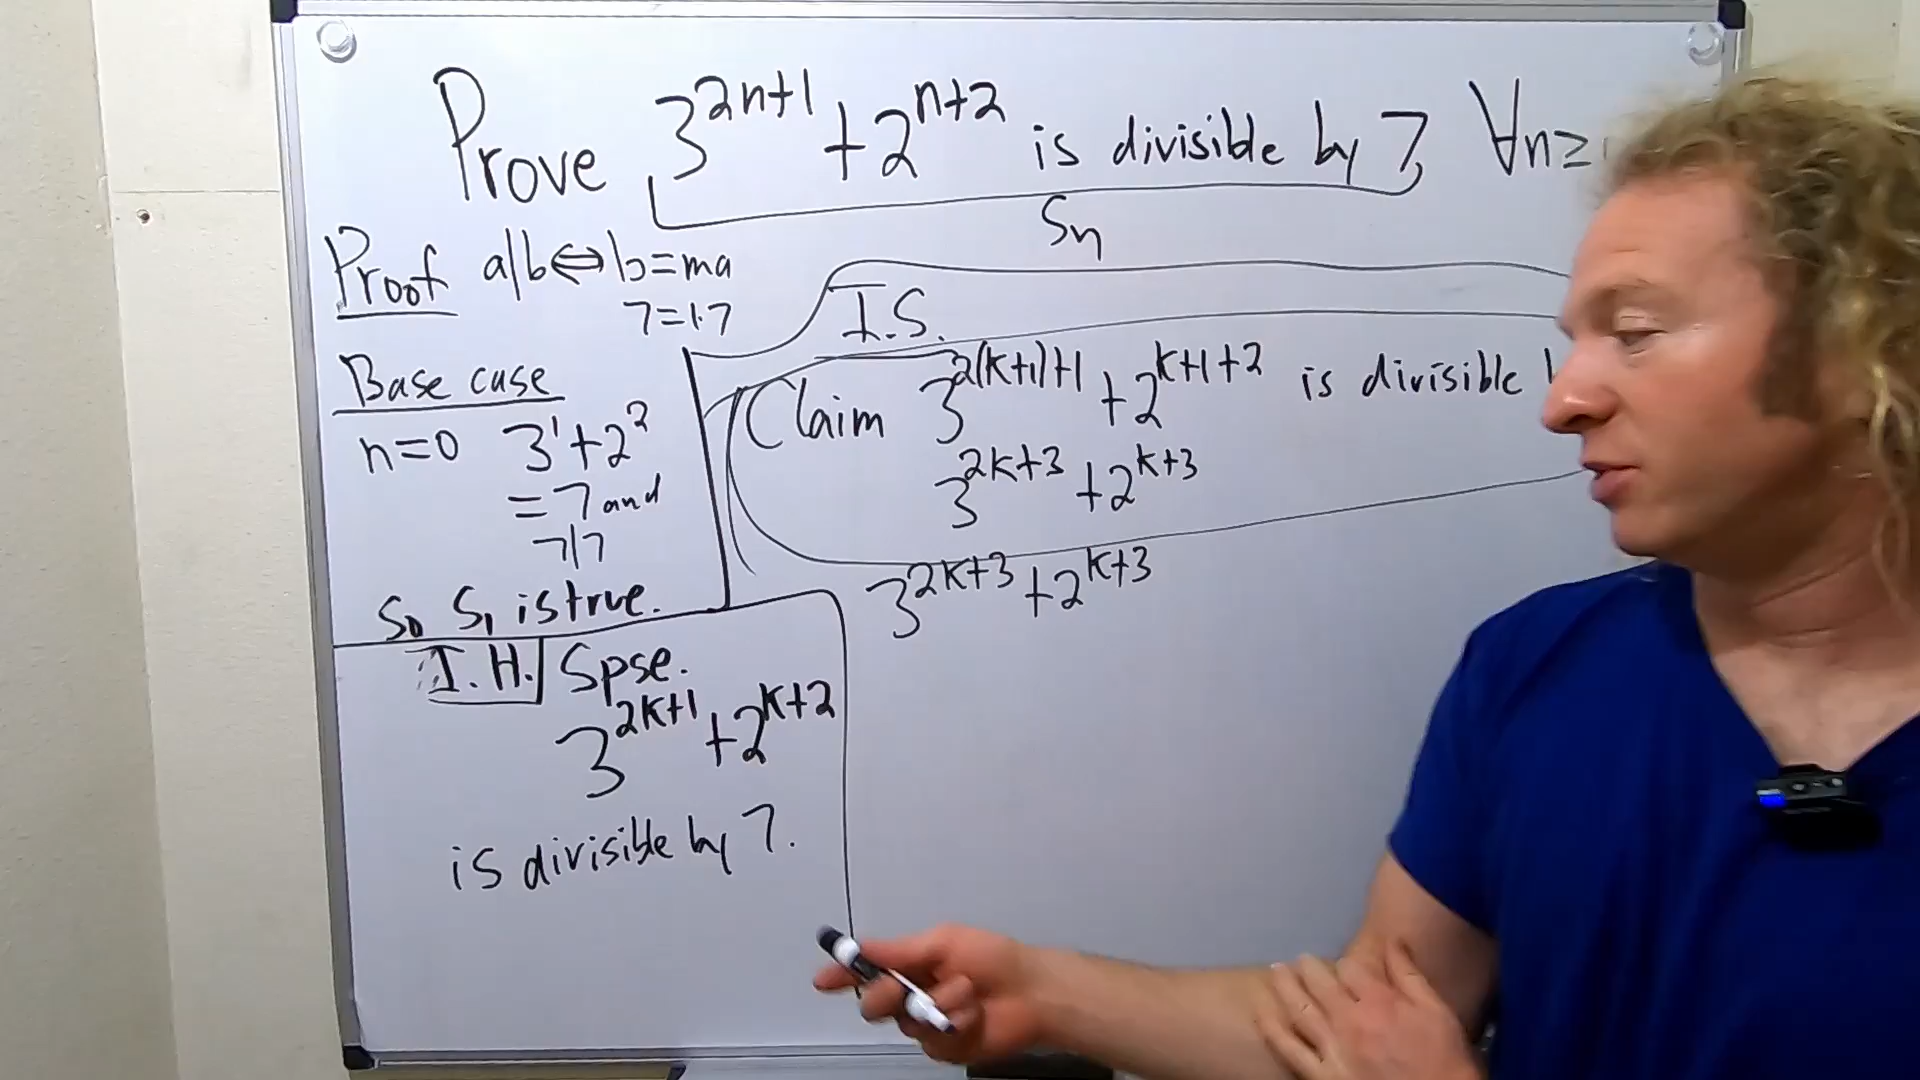 Prove 3^{2n+1} + 2^{n+2} is divisible by 7, ∀n≥
S_n
Proof a|b ⇔ b=ma
7=1·7
Base case
n=0 3^1+2^2
=7 and
7|7
So S_1 is true.
I.H. Spse.
3^{2k+1} + 2^{k+2}
is divisible by 7.
I.S.
Claim 3^{2(k+1)+1} + 2^{k+1+2} is divisible
3^{2k+3} + 2^{k+3}
3^{2k+3} + 2^{k+3}